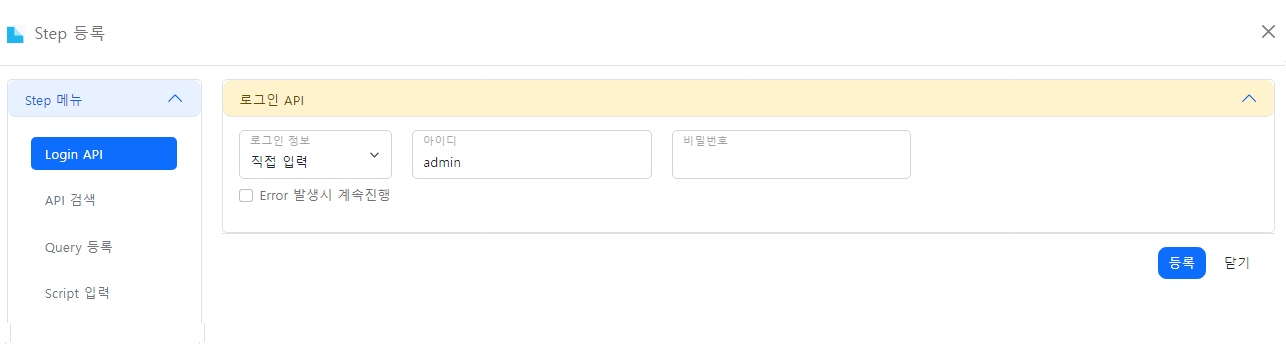 Step 등록
Step 메뉴
Login API
API 검색
Query 등록
Script 입력
로그인 API
로그인 정보
직접 입력
아이디
admin
비밀번호
Error 발생시 계속진행
등록
닫기